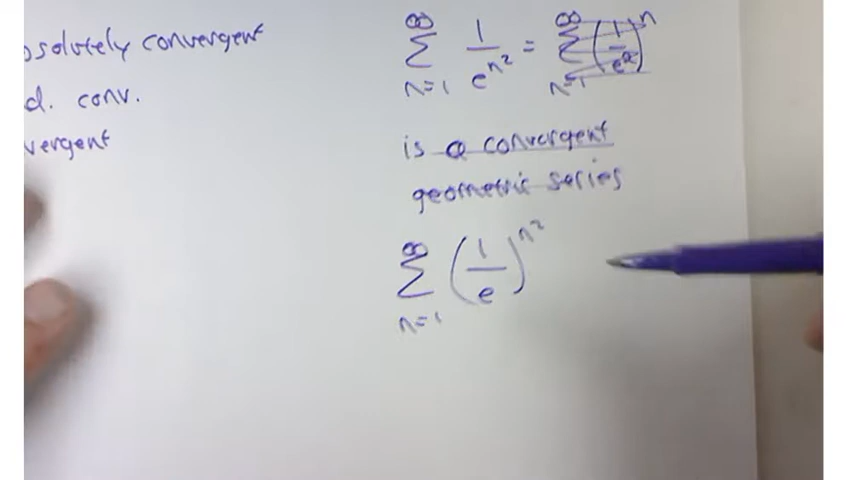 solutely convergent
d. conv.
vergent
∞ ∑ n=1 1/e^n² = ∞ ∑ n=1 (1/e²)^n
is a convergent
geometric series
∞ ∑ n=1 (1/e)^n²